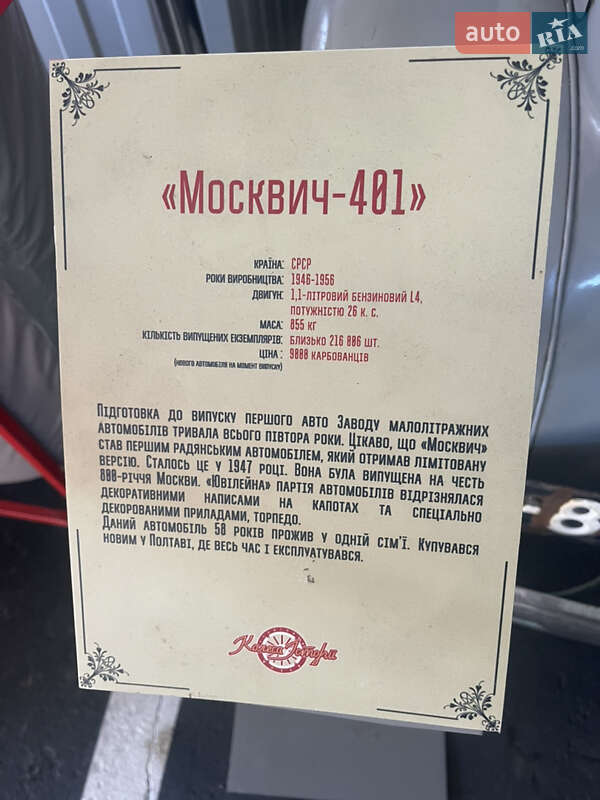 auto RIA.com
«Москвич-401»
Країна: СРСР
Роки виробництва: 1946-1956
Двигун: 1,1-літровий бензиновий L4,
потужністю 26 к. с.
Маса: 855 кг
Кількість випущених екземплярів: близько 216 006 шт.
Ціна: 9000 карбованців
(нового автомобіля на момент випуску)
Підготовка до випуску першого авто Заводу малолітражних
автомобілів тривала всього півтора роки. Цікаво, що «Москвич»
став першим радянським автомобілем, який отримав лімітовану
версію. Сталось це у 1947 році. Вона була випущена на честь
800-річчя Москви. «Ювілейна» партія автомобілів відрізнялася
декоративними написами на капотах та спеціально
декорованими приладами, торпедо.
Даний автомобіль 50 років прожив у одній сім'ї. Купувався
новим у Полтаві, де весь час і експлуатувався.
Колеса Історії
-8